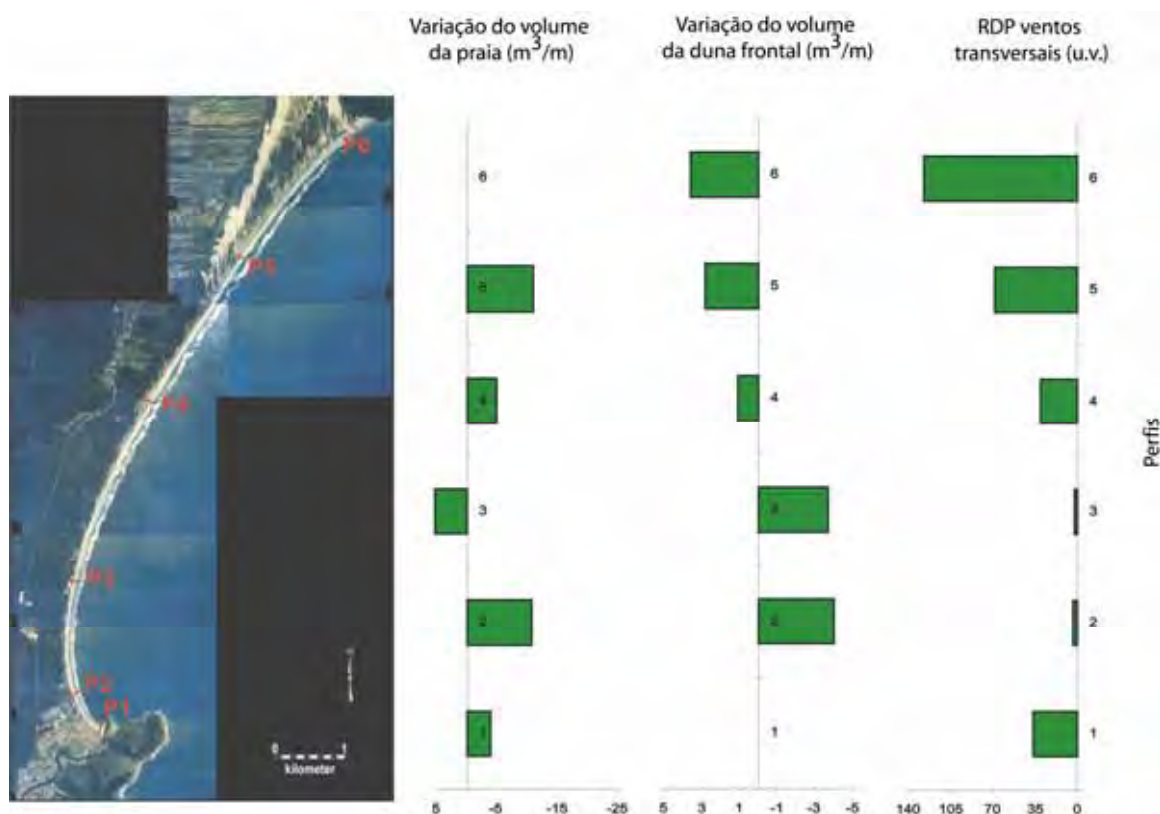 Variação do volume
da praia (m³/m)
Variação do volume
da duna frontal (m³/m)
RDP ventos
transversais (u.v.)
P6
P5
P4
P3
P2
P1
0 1
kilometer
6
5
4
3
2
1
5 -5 -15 -25
6
5
4
3
2
1
5 3 1 -1 -3 -5
6
5
4
3
2
1
140 105 70 35 0
Perfis